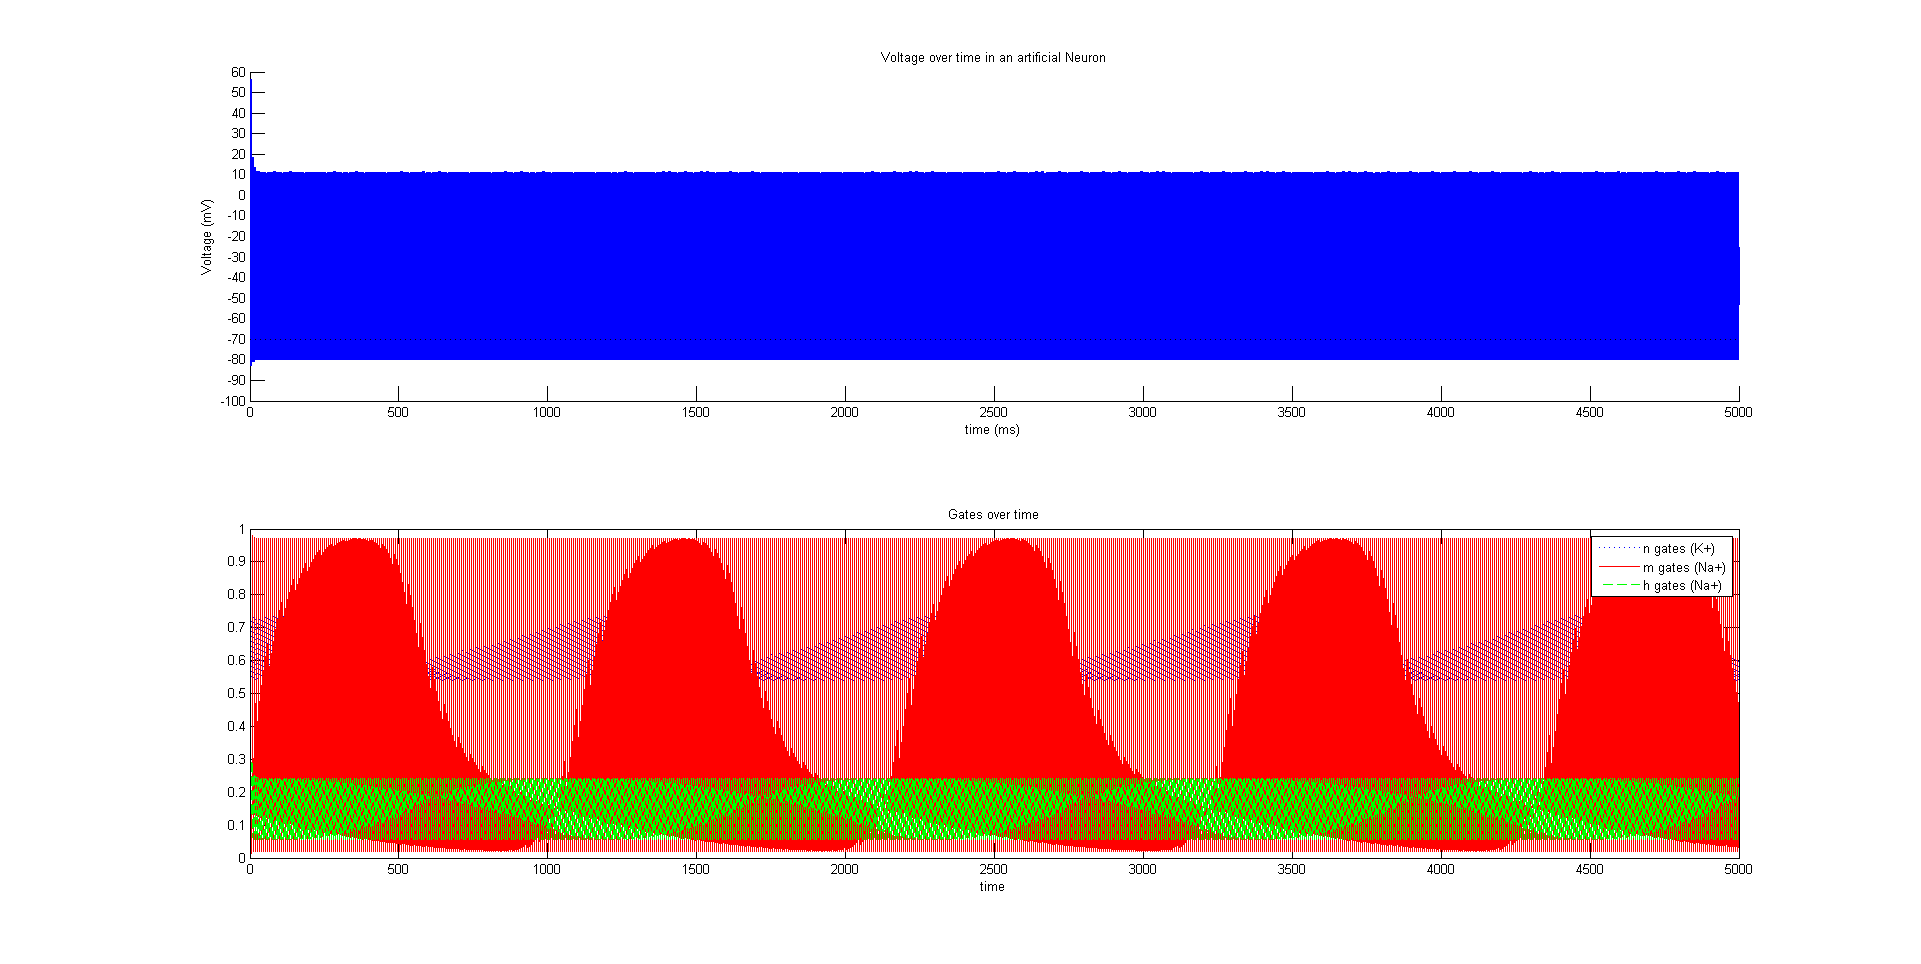 Voltage over time in an artificial Neuron
60
50
40
30
20
10
0
-10
-20
-30
-40
-50
-60
-70
-80
-90
-100
Voltage (mV)
0 500 1000 1500 2000 2500 3000 3500 4000 4500 5000
time (ms)
Gates over time
1
0.9
0.8
0.7
0.6
0.5
0.4
0.3
0.2
0.1
0
n gates (K+)
m gates (Na+)
h gates (Na+)
0 500 1000 1500 2000 2500 3000 3500 4000 4500 5000
time